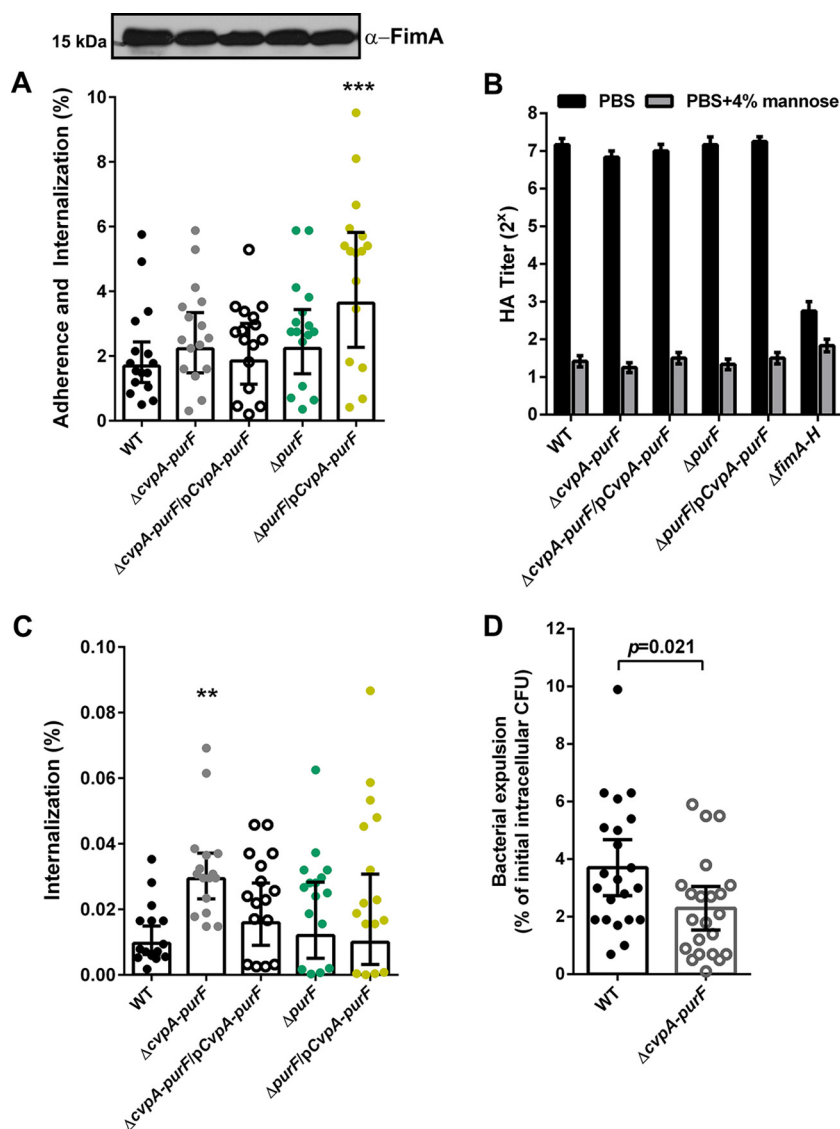 15 kDa
α–FimA
A
***
Adherence and Internalization (%)
10
8
6
4
2
0
WT
ΔcvpA-purF
ΔcvpA-purF/pCvpA-purF
ΔpurF
ΔpurF/pCvpA-purF
B
PBS
PBS+4% mannose
HA Titer (2ˣ)
8
7
6
5
4
3
2
1
0
WT
ΔcvpA-purF
ΔcvpA-purF/pCvpA-purF
ΔpurF
ΔpurF/pCvpA-purF
ΔfimA-H
C
**
Internalization (%)
0.10
0.08
0.06
0.04
0.02
0.00
WT
ΔcvpA-purF
ΔcvpA-purF/pCvpA-purF
ΔpurF
ΔpurF/pCvpA-purF
D
p=0.021
Bacterial expulsion
(% of initial intracellular CFU)
12
10
8
6
4
2
0
WT
ΔcvpA-purF